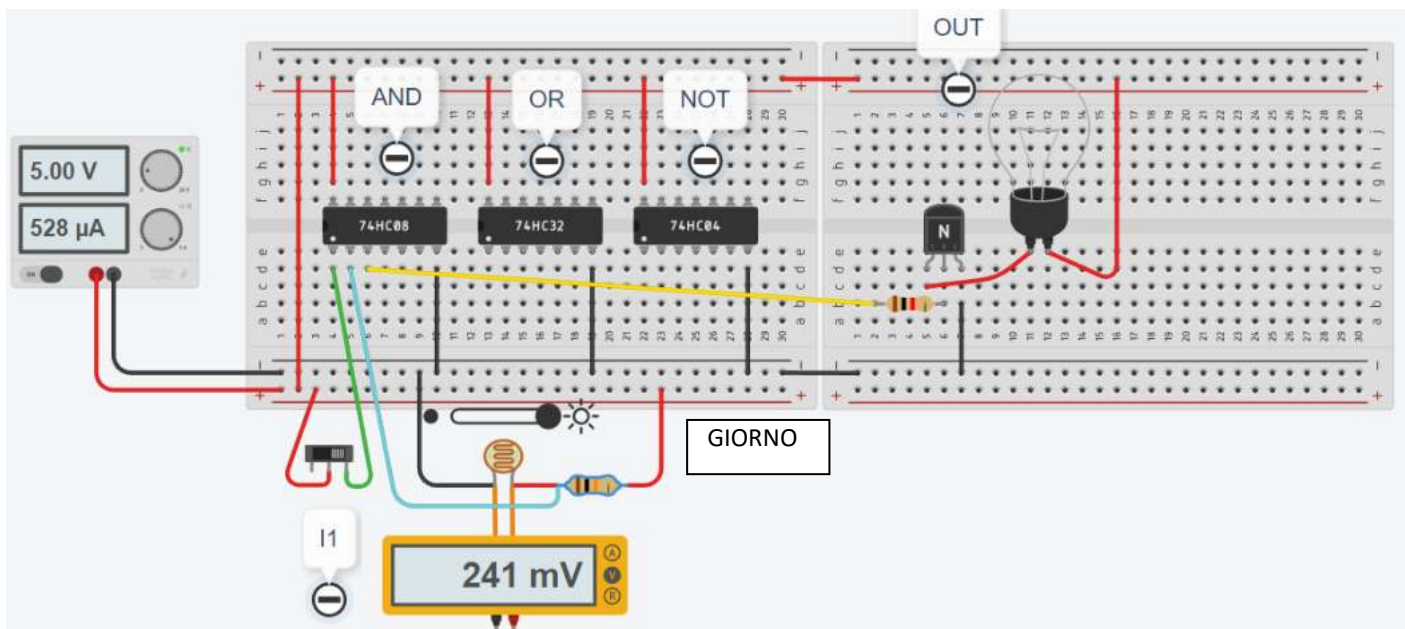 OUT
AND
OR
NOT
5.00 V
528 µA
74HC08
74HC32
74HC04
N
GIORNO
I1
241 mV
A
V
R